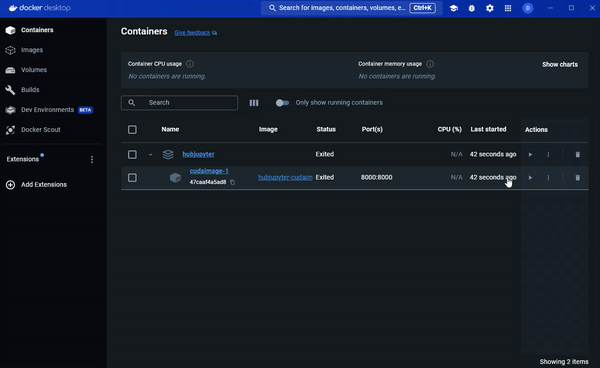 docker desktop
Search for images, containers, volumes, e... Ctrl+K
D
Containers
Images
Volumes
Builds
Dev Environments BETA
Docker Scout
Extensions
Add Extensions
Containers Give feedback
Container CPU usage
No containers are running.
Container memory usage
No containers are running.
Show charts
Search
Only show running containers
Name Image Status Port(s) CPU (%) Last started Actions
hubjupyter Exited N/A 42 seconds ago
cudaimage-1
47caaf4a5ad8
hubjupyter-cudaim Exited 8000:8000 N/A 42 seconds ago
Showing 2 items